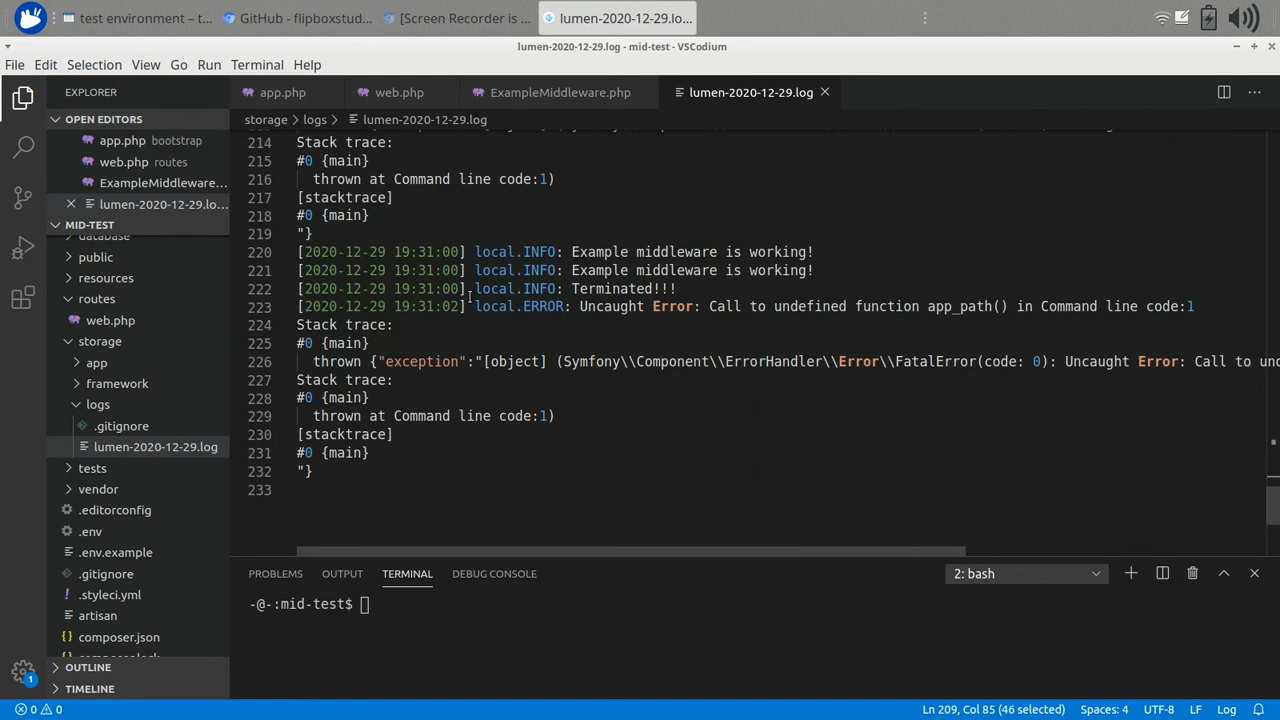 test environment – t...
GitHub - flipboxstud...
[Screen Recorder is ...
lumen-2020-12-29.lo...
lumen-2020-12-29.log - mid-test - VSCodium
File Edit Selection View Go Run Terminal Help
EXPLORER
app.php
web.php
ExampleMiddleware.php
lumen-2020-12-29.log
OPEN EDITORS
app.php bootstrap
web.php routes
ExampleMiddleware...
lumen-2020-12-29.lo...
MID-TEST
database
public
resources
routes
web.php
storage
app
framework
logs
.gitignore
lumen-2020-12-29.log
tests
vendor
.editorconfig
.env
.env.example
.gitignore
.styleci.yml
artisan
composer.json
OUTLINE
TIMELINE
storage > logs > lumen-2020-12-29.log
214 Stack trace:
215 #0 {main}
216 thrown at Command line code:1)
217 [stacktrace]
218 #0 {main}
219 "}
220 [2020-12-29 19:31:00] local.INFO: Example middleware is working!
221 [2020-12-29 19:31:00] local.INFO: Example middleware is working!
222 [2020-12-29 19:31:00] local.INFO: Terminated!!!
223 [2020-12-29 19:31:02] local.ERROR: Uncaught Error: Call to undefined function app_path() in Command line code:1
224 Stack trace:
225 #0 {main}
226 thrown {"exception":"[object] (Symfony\\Component\\ErrorHandler\\Error\\FatalError(code: 0): Uncaught Error: Call to und
227 Stack trace:
228 #0 {main}
229 thrown at Command line code:1)
230 [stacktrace]
231 #0 {main}
232 "}
233
PROBLEMS OUTPUT TERMINAL DEBUG CONSOLE
2: bash
-@-:mid-test$
1
0 0
Ln 209, Col 85 (46 selected) Spaces: 4 UTF-8 LF Log